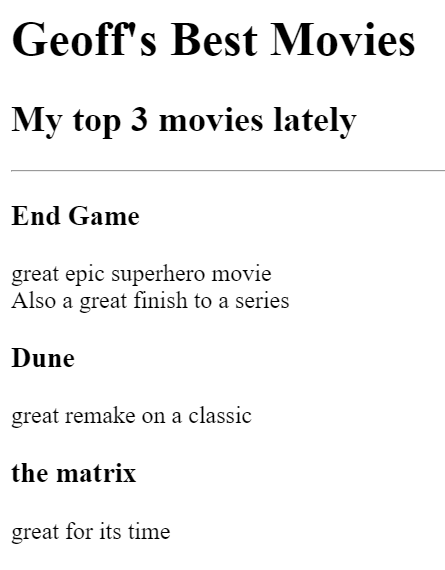 Geoff's Best Movies
My top 3 movies lately
End Game
great epic superhero movie
Also a great finish to a series
Dune
great remake on a classic
the matrix
great for its time